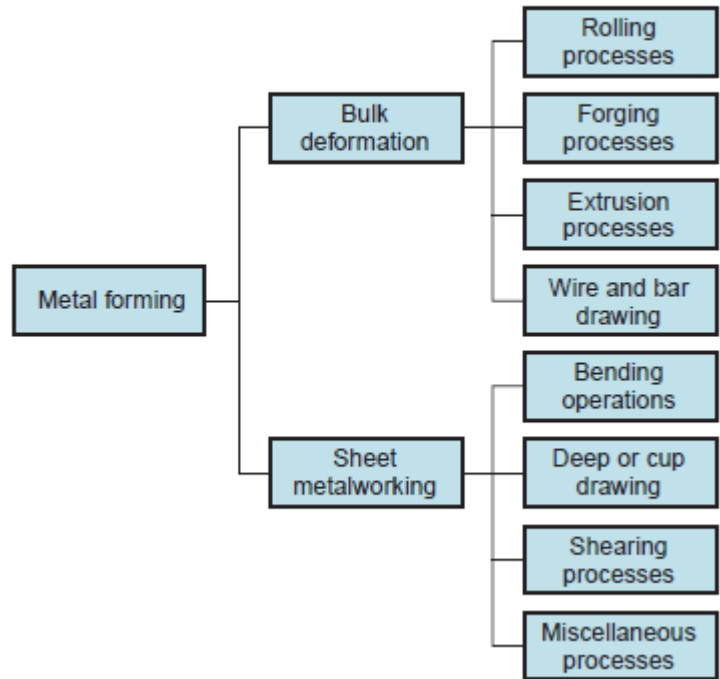 Metal forming
Bulk
deformation
Rolling
processes
Forging
processes
Extrusion
processes
Wire and bar
drawing
Sheet
metalworking
Bending
operations
Deep or cup
drawing
Shearing
processes
Miscellaneous
processes